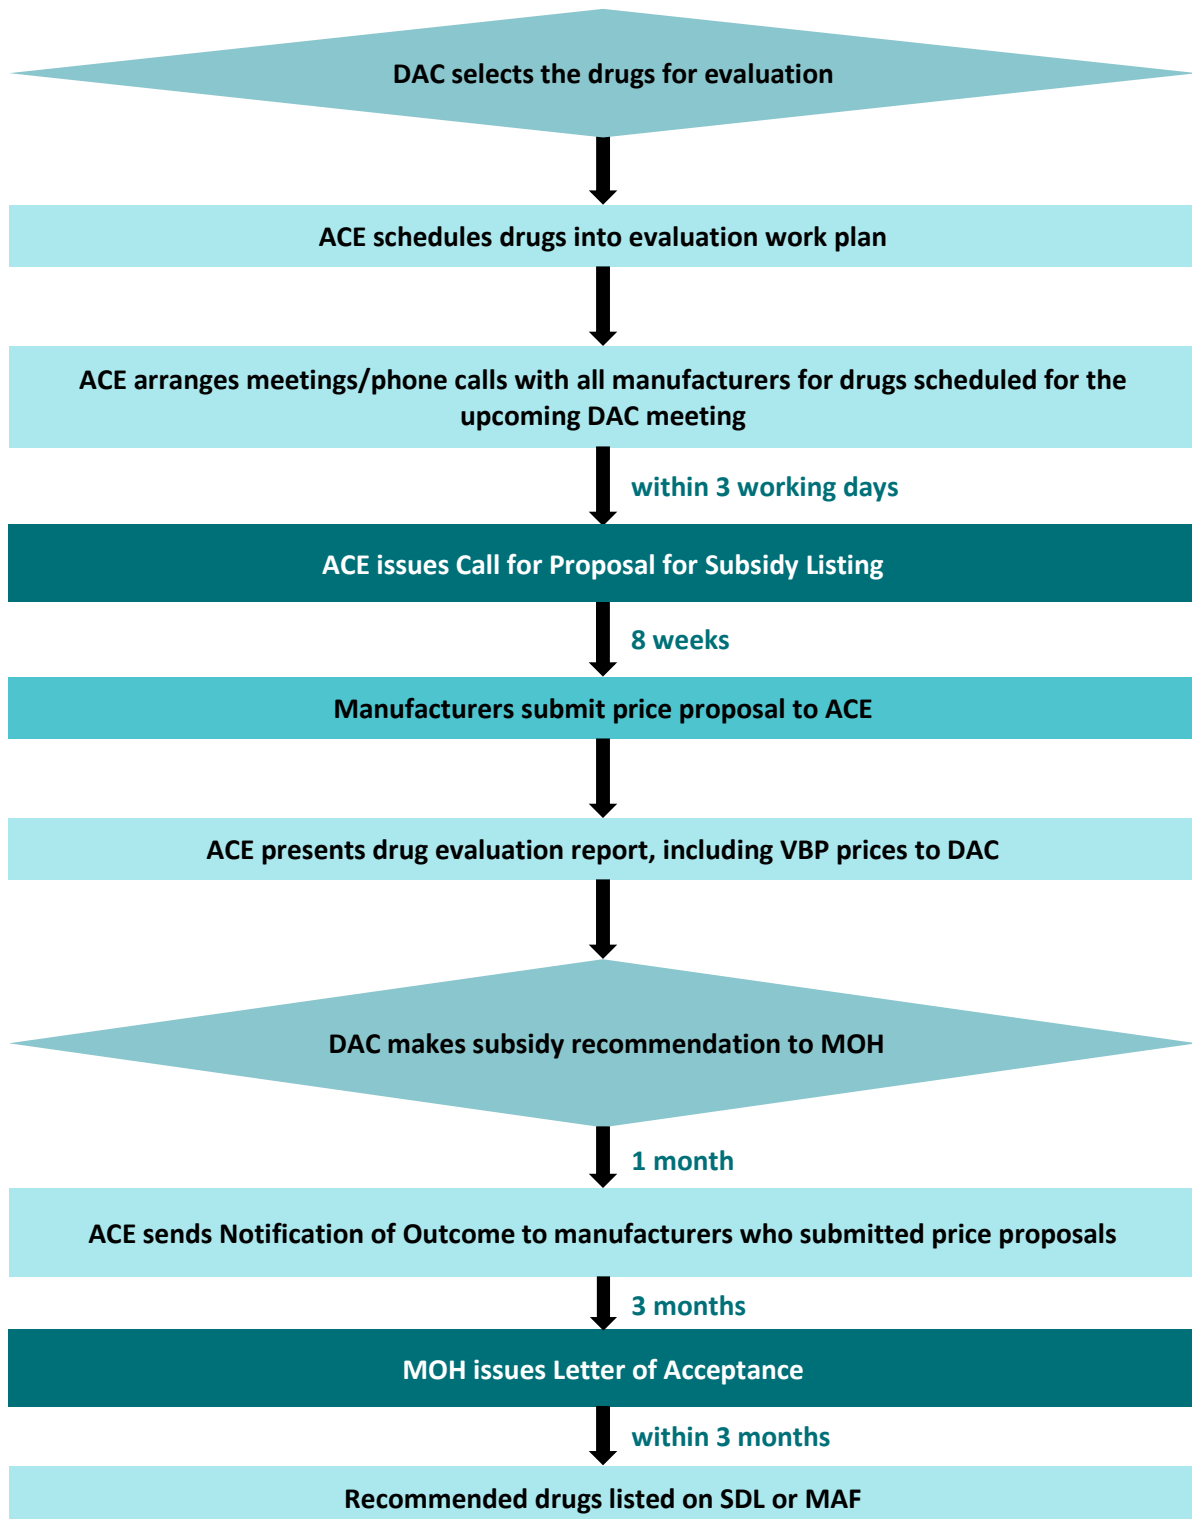 DAC selects the drugs for evaluation
ACE schedules drugs into evaluation work plan
ACE arranges meetings/phone calls with all manufacturers for drugs scheduled for the
upcoming DAC meeting
within 3 working days
ACE issues Call for Proposal for Subsidy Listing
8 weeks
Manufacturers submit price proposal to ACE
ACE presents drug evaluation report, including VBP prices to DAC
DAC makes subsidy recommendation to MOH
1 month
ACE sends Notification of Outcome to manufacturers who submitted price proposals
3 months
MOH issues Letter of Acceptance
within 3 months
Recommended drugs listed on SDL or MAF